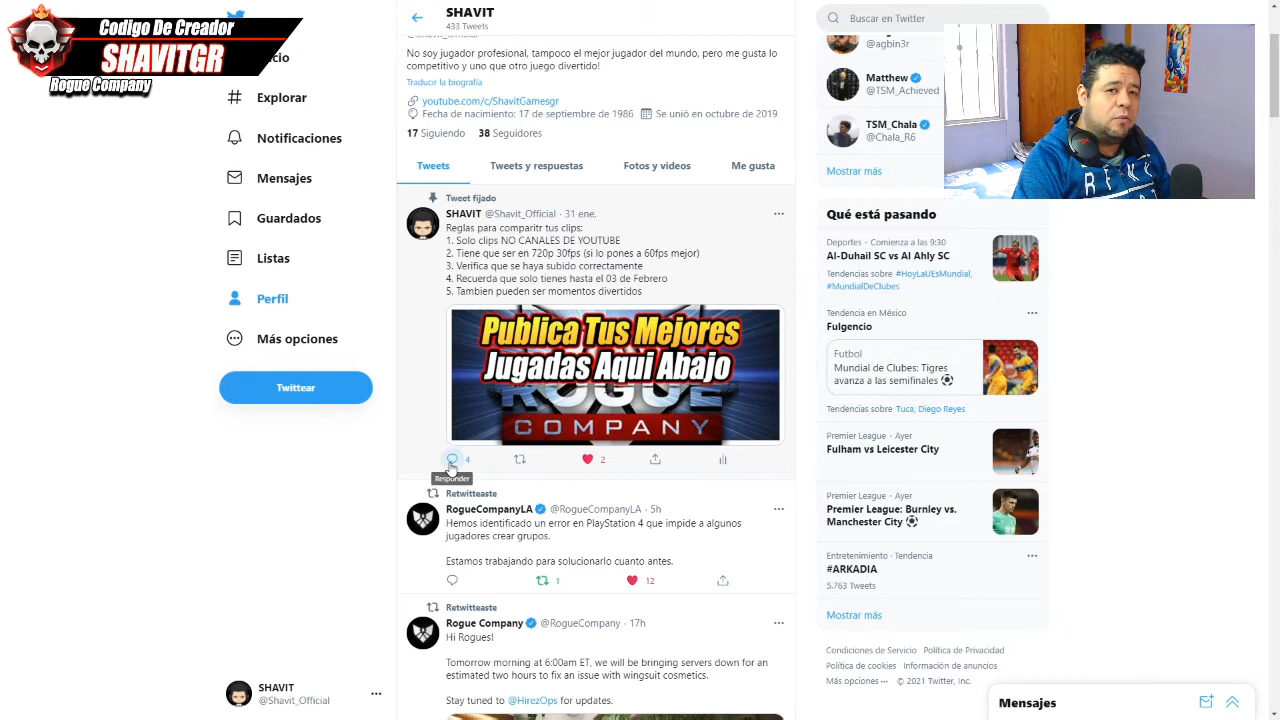 Codigo De Creador
SHAVITGR
Rogue Company
Inicio
Explorar
Notificaciones
Mensajes
Guardados
Listas
Perfil
Más opciones
Twittear
SHAVIT
@Shavit_Official
SHAVIT
433 Tweets
@Shavit_Official
No soy jugador profesional, tampoco el mejor jugador del mundo, pero me gusta lo
competitivo y uno que otro juego divertido!
Traducir la biografía
youtube.com/c/ShavitGamesgr
Fecha de nacimiento: 17 de septiembre de 1986 Se unió en octubre de 2019
17 Siguiendo 38 Seguidores
Tweets Tweets y respuestas Fotos y videos Me gusta
Tweet fijado
SHAVIT @Shavit_Official · 31 ene.
Reglas para comparitr tus clips:
1. Solo clips NO CANALES DE YOUTUBE
2. Tiene que ser en 720p 30fps (si lo pones a 60fps mejor)
3. Verifica que se haya subido correctamente
4. Recuerda que solo tienes hasta el 03 de Febrero
5. Tambien pueden ser momentos divertidos
Publica Tus Mejores
Jugadas Aqui Abajo
ROGUE
COMPANY
4 2
Responder
Retwitteaste
RogueCompanyLA @RogueCompanyLA · 5h
Hemos identificado un error en PlayStation 4 que impide a algunos
jugadores crear grupos.
Estamos trabajando para solucionarlo cuanto antes.
1 12
Retwitteaste
Rogue Company @RogueCompany · 17h
Hi Rogues!
Tomorrow morning at 6:00am ET, we will be bringing servers down for an
estimated two hours to fix an issue with wingsuit cosmetics.
Stay tuned to @HirezOps for updates.
Buscar en Twitter
@agbin3r
Matthew
@TSM_Achieved
TSM_Chala
@Chala_R6
Mostrar más
Qué está pasando
Deportes · Comienza a las 9:30
Al-Duhail SC vs Al Ahly SC
Tendencias sobre #HoyLaUEsMundial,
#MundialDeClubes
Tendencia en México
Fulgencio
Futbol
Mundial de Clubes: Tigres
avanza a las semifinales
Tendencias sobre Tuca, Diego Reyes
Premier League · Ayer
Fulham vs Leicester City
Premier League · Ayer
Premier League: Burnley vs.
Manchester City
Entretenimiento · Tendencia
#ARKADIA
5.763 Tweets
Mostrar más
Condiciones de Servicio Política de Privacidad
Política de cookies Información de anuncios
Más opciones ··· © 2021 Twitter, Inc.
Mensajes